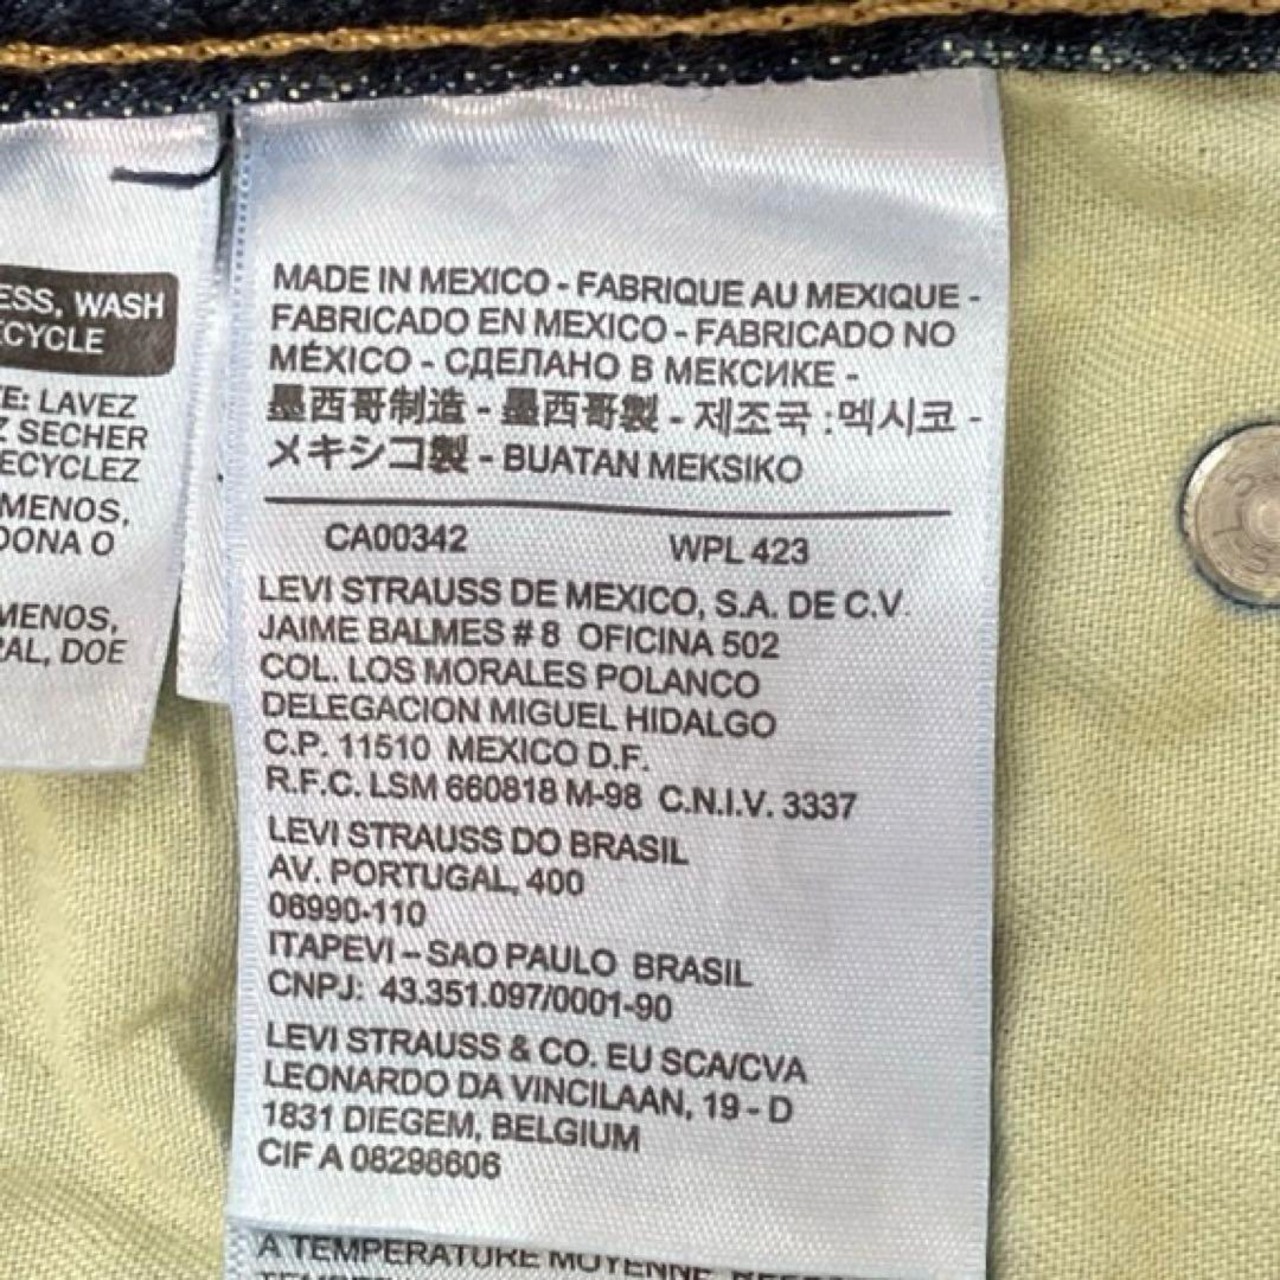 ESS, WASH
ECYCLE
E: LAVEZ
Z SECHER
ECYCLEZ
MENOS,
DONA O
MENOS,
RAL, DOE
MADE IN MEXICO - FABRIQUE AU MEXIQUE -
FABRICADO EN MEXICO - FABRICADO NO
MÉXICO - СДЕЛАНО В МЕКСИКЕ -
墨西哥制造 - 墨西哥製 - 제조국 :멕시코 -
メキシコ製 - BUATAN MEKSIKO
CA00342 WPL 423
LEVI STRAUSS DE MEXICO, S.A. DE C.V.
JAIME BALMES # 8 OFICINA 502
COL. LOS MORALES POLANCO
DELEGACION MIGUEL HIDALGO
C.P. 11510 MEXICO D.F.
R.F.C. LSM 660818 M-98 C.N.I.V. 3337
LEVI STRAUSS DO BRASIL
AV. PORTUGAL, 400
06990-110
ITAPEVI – SAO PAULO BRASIL
CNPJ: 43.351.097/0001-90
LEVI STRAUSS & CO. EU SCA/CVA
LEONARDO DA VINCILAAN, 19 - D
1831 DIEGEM, BELGIUM
CIF A 08298606
A TEMPERATURE MOYENNE